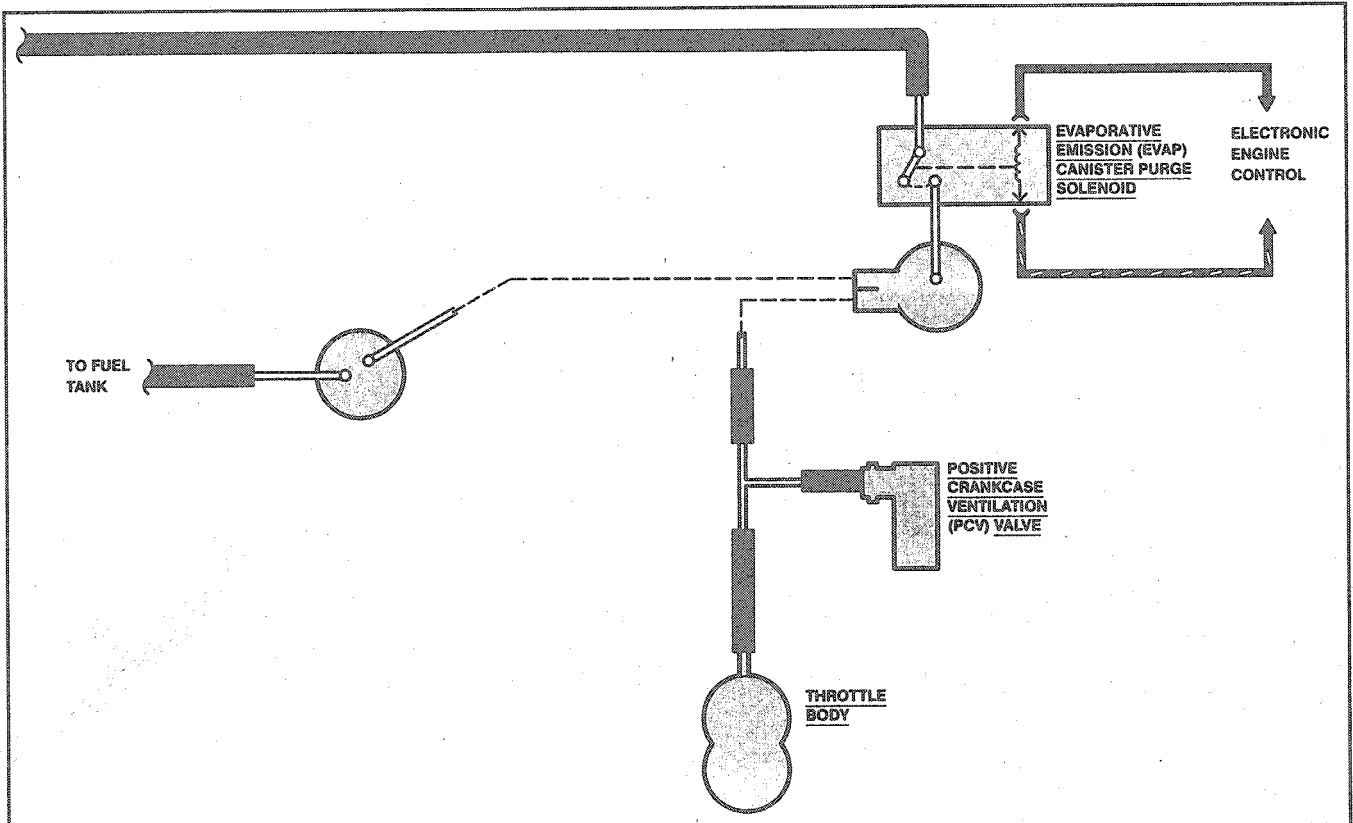 EVAPORATIVE
EMISSION (EVAP)
CANISTER PURGE
SOLENOID
ELECTRONIC
ENGINE
CONTROL
TO FUEL
TANK
POSITIVE
CRANKCASE
VENTILATION
(PCV) VALVE
THROTTLE
BODY